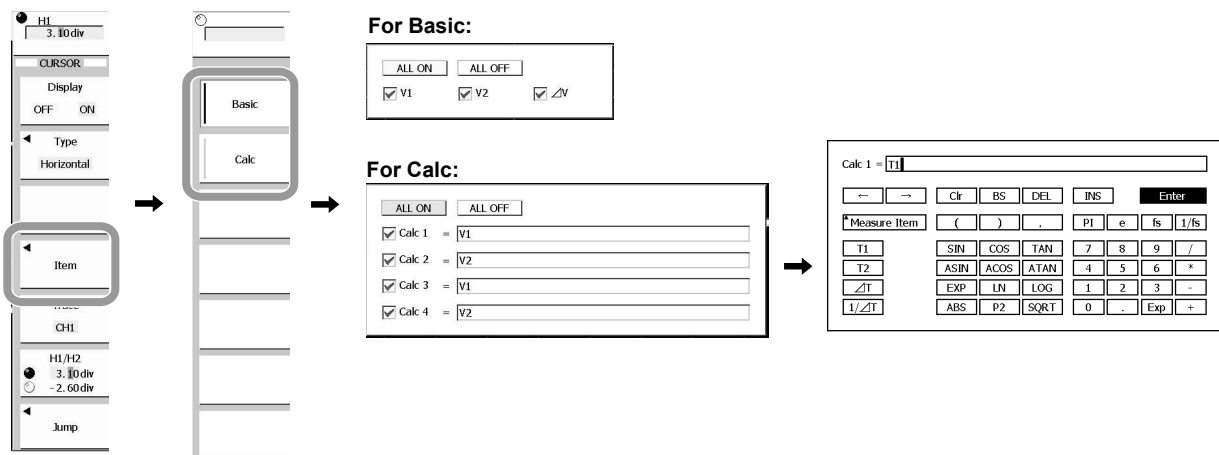 H1
3.10div
CURSOR
Display
OFF ON
Type
Horizontal
Item
CH1
H1/H2
3.10div
-2.60div
Jump
Basic
Calc
For Basic:
ALL ON ALL OFF
V1 V2 ⊿V
For Calc:
ALL ON ALL OFF
Calc 1 = V1
Calc 2 = V2
Calc 3 = V1
Calc 4 = V2
Calc 1 = T1
← → Clr BS DEL INS Enter
Measure Item ( ) , PI e fs 1/fs
T1 SIN COS TAN 7 8 9 /
T2 ASIN ACOS ATAN 4 5 6 *
⊿T EXP LN LOG 1 2 3 -
1/⊿T ABS P2 SQRT 0 . Exp +